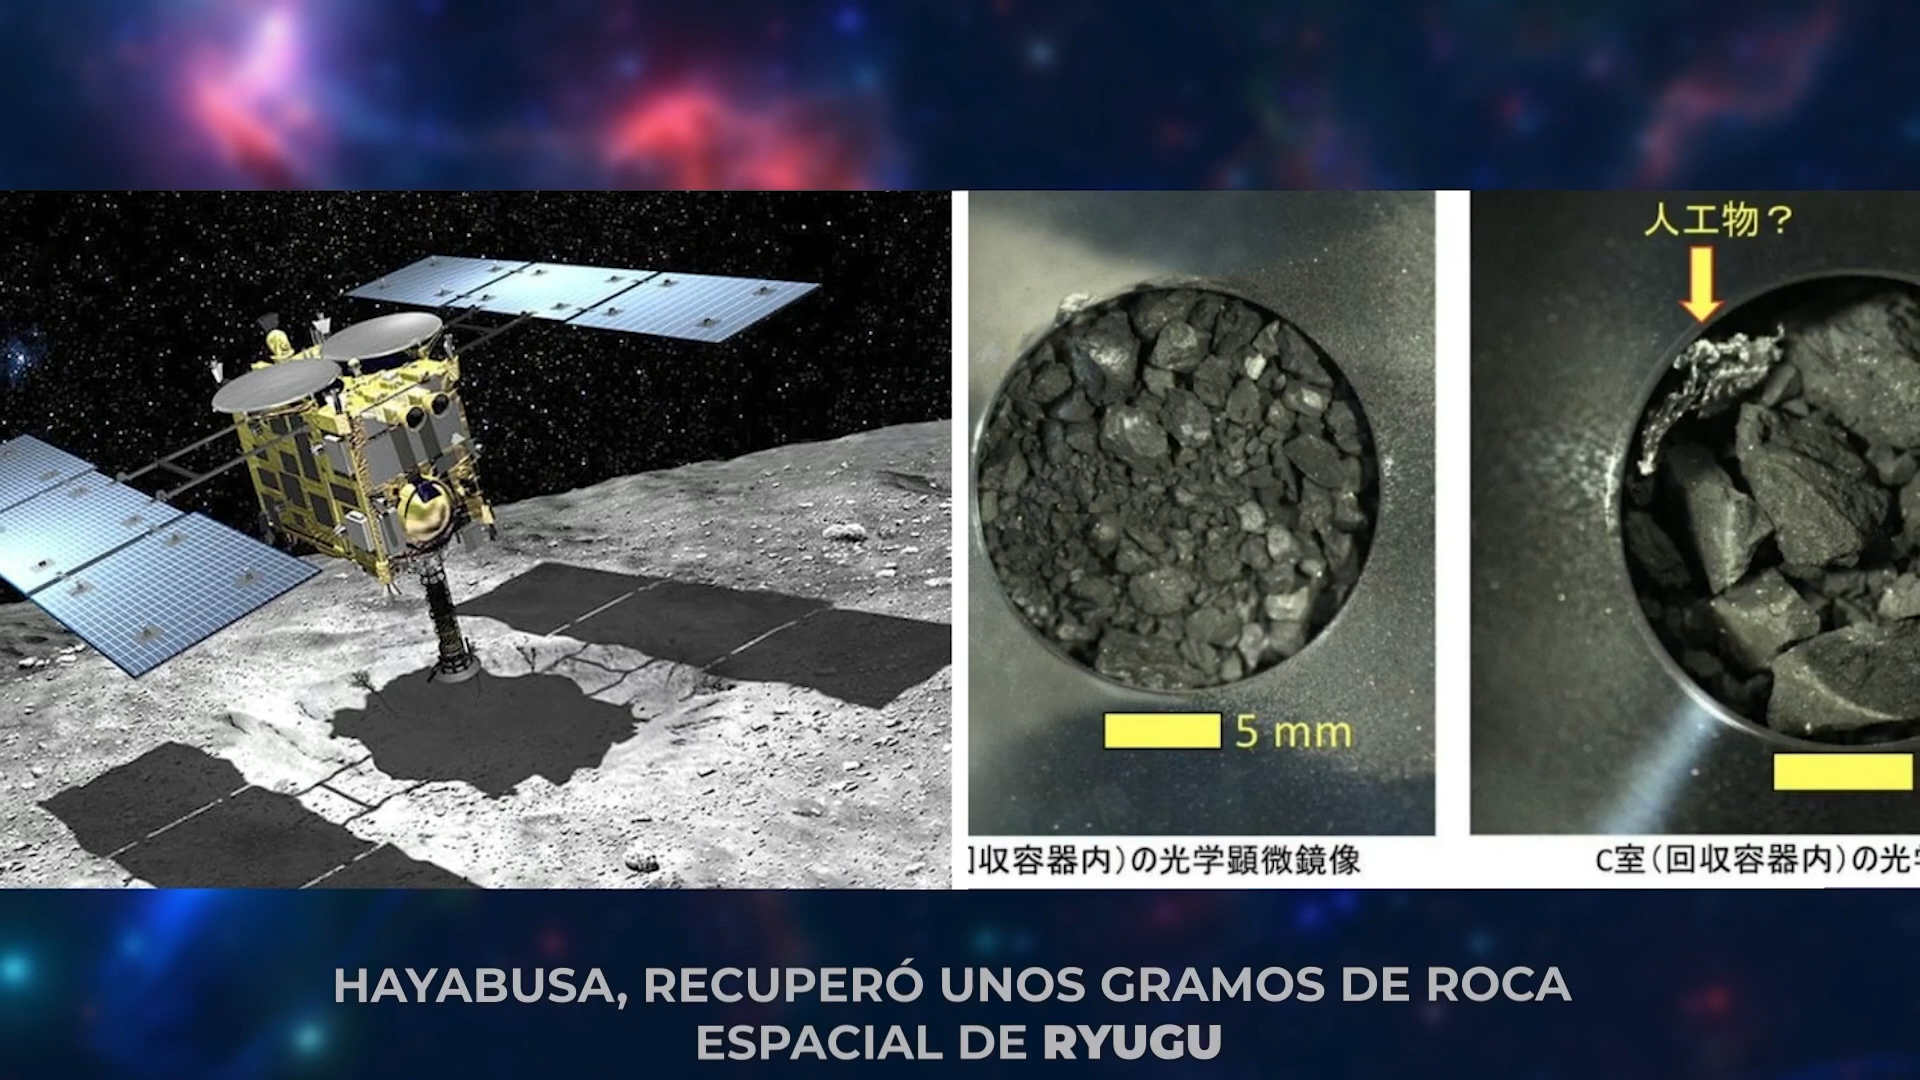 人工物?
5 mm
収容器内)の光学顕微鏡像
C室(回収容器内)の光
HAYABUSA, RECUPERÓ UNOS GRAMOS DE ROCA
ESPACIAL DE RYUGU